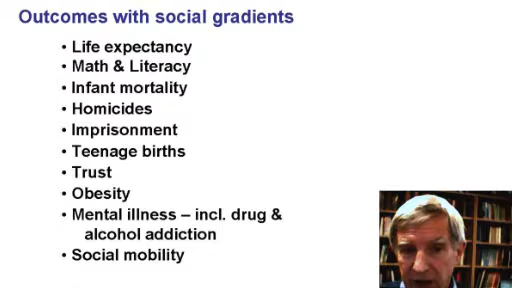 Outcomes with social gradients
• Life expectancy
• Math & Literacy
• Infant mortality
• Homicides
• Imprisonment
• Teenage births
• Trust
• Obesity
• Mental illness – incl. drug &
alcohol addiction
• Social mobility